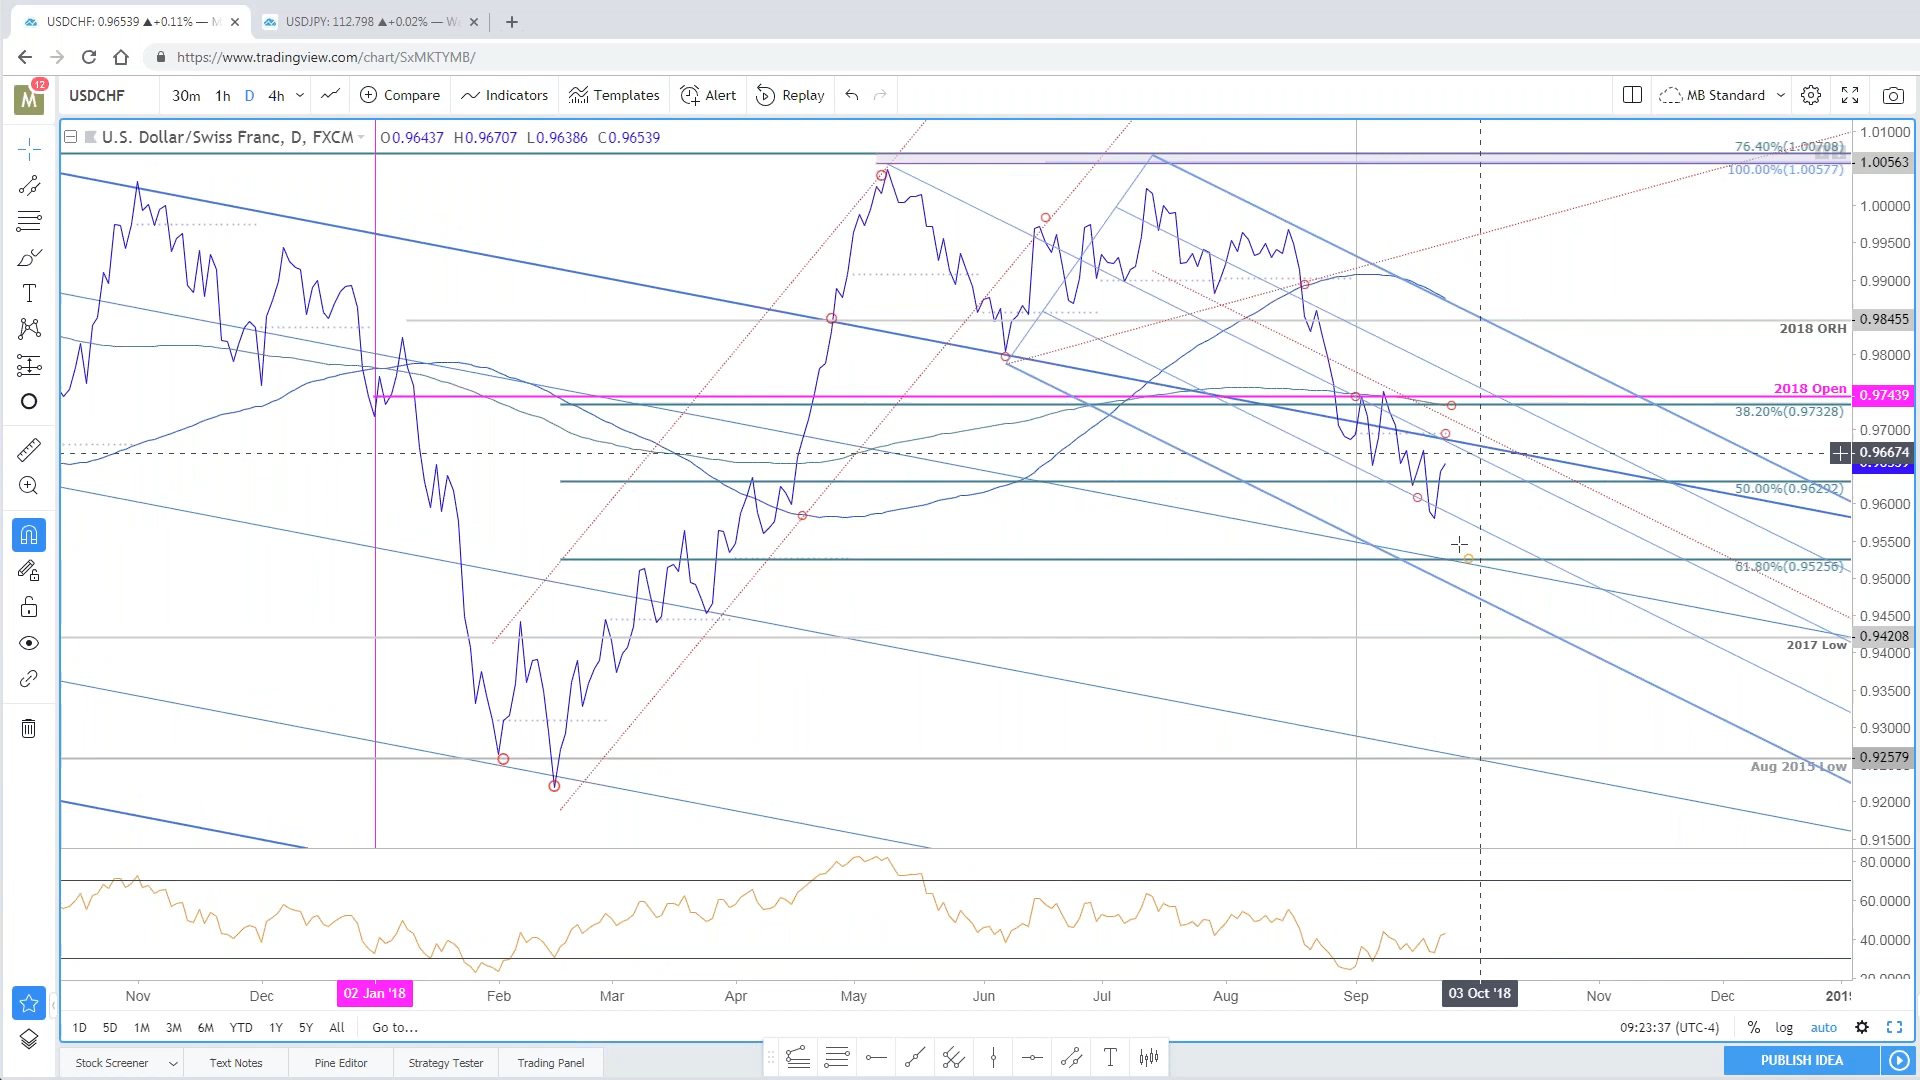 USDCHF: 0.96539 ▲+0.11% —
USDJPY: 112.798 ▲+0.02% —
https://www.tradingview.com/chart/SxMKTYMB/
M
12
USDCHF
30m 1h D 4h
Compare
Indicators
Templates
Alert
Replay
MB Standard
U.S. Dollar/Swiss Franc, D, FXCM
O0.96437 H0.96707 L0.96386 C0.96539
76.40%(1.00708)
100.00%(1.00577)
2018 ORH
2018 Open
38.20%(0.97328)
50.00%(0.96292)
61.80%(0.95256)
2017 Low
Aug 2015 Low
1.01000
1.00563
1.00000
0.99500
0.99000
0.98455
0.98000
0.97439
0.97000
0.96674
0.96000
0.95500
0.95000
0.94500
0.94208
0.94000
0.93500
0.93000
0.92579
0.92000
0.91500
80.0000
60.0000
40.0000
20.0000
Nov Dec 02 Jan '18 Feb Mar Apr May Jun Jul Aug Sep 03 Oct '18 Nov Dec
1D 5D 1M 3M 6M YTD 1Y 5Y All Go to...
09:23:37 (UTC-4) % log auto
Stock Screener
Text Notes
Pine Editor
Strategy Tester
Trading Panel
T
PUBLISH IDEA